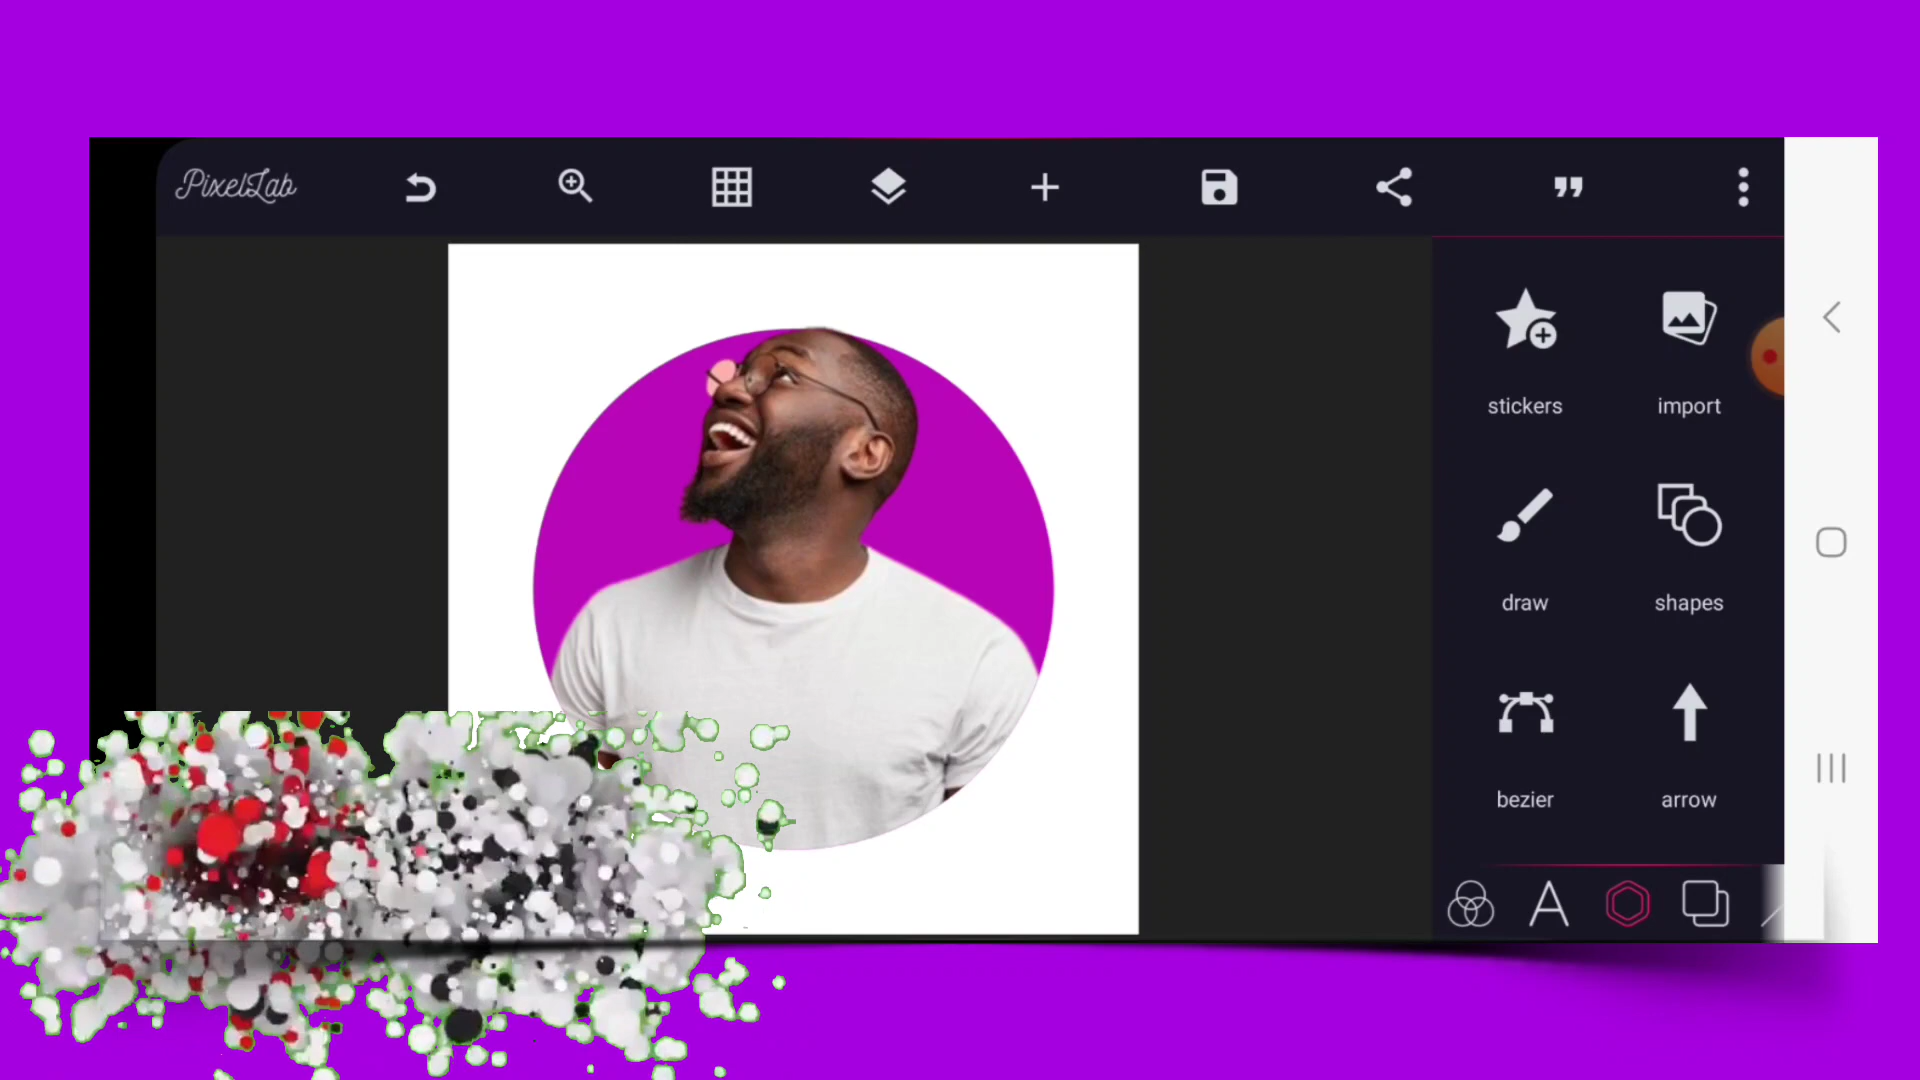 PixelLab
stickers
import
draw
shapes
bezier
arrow